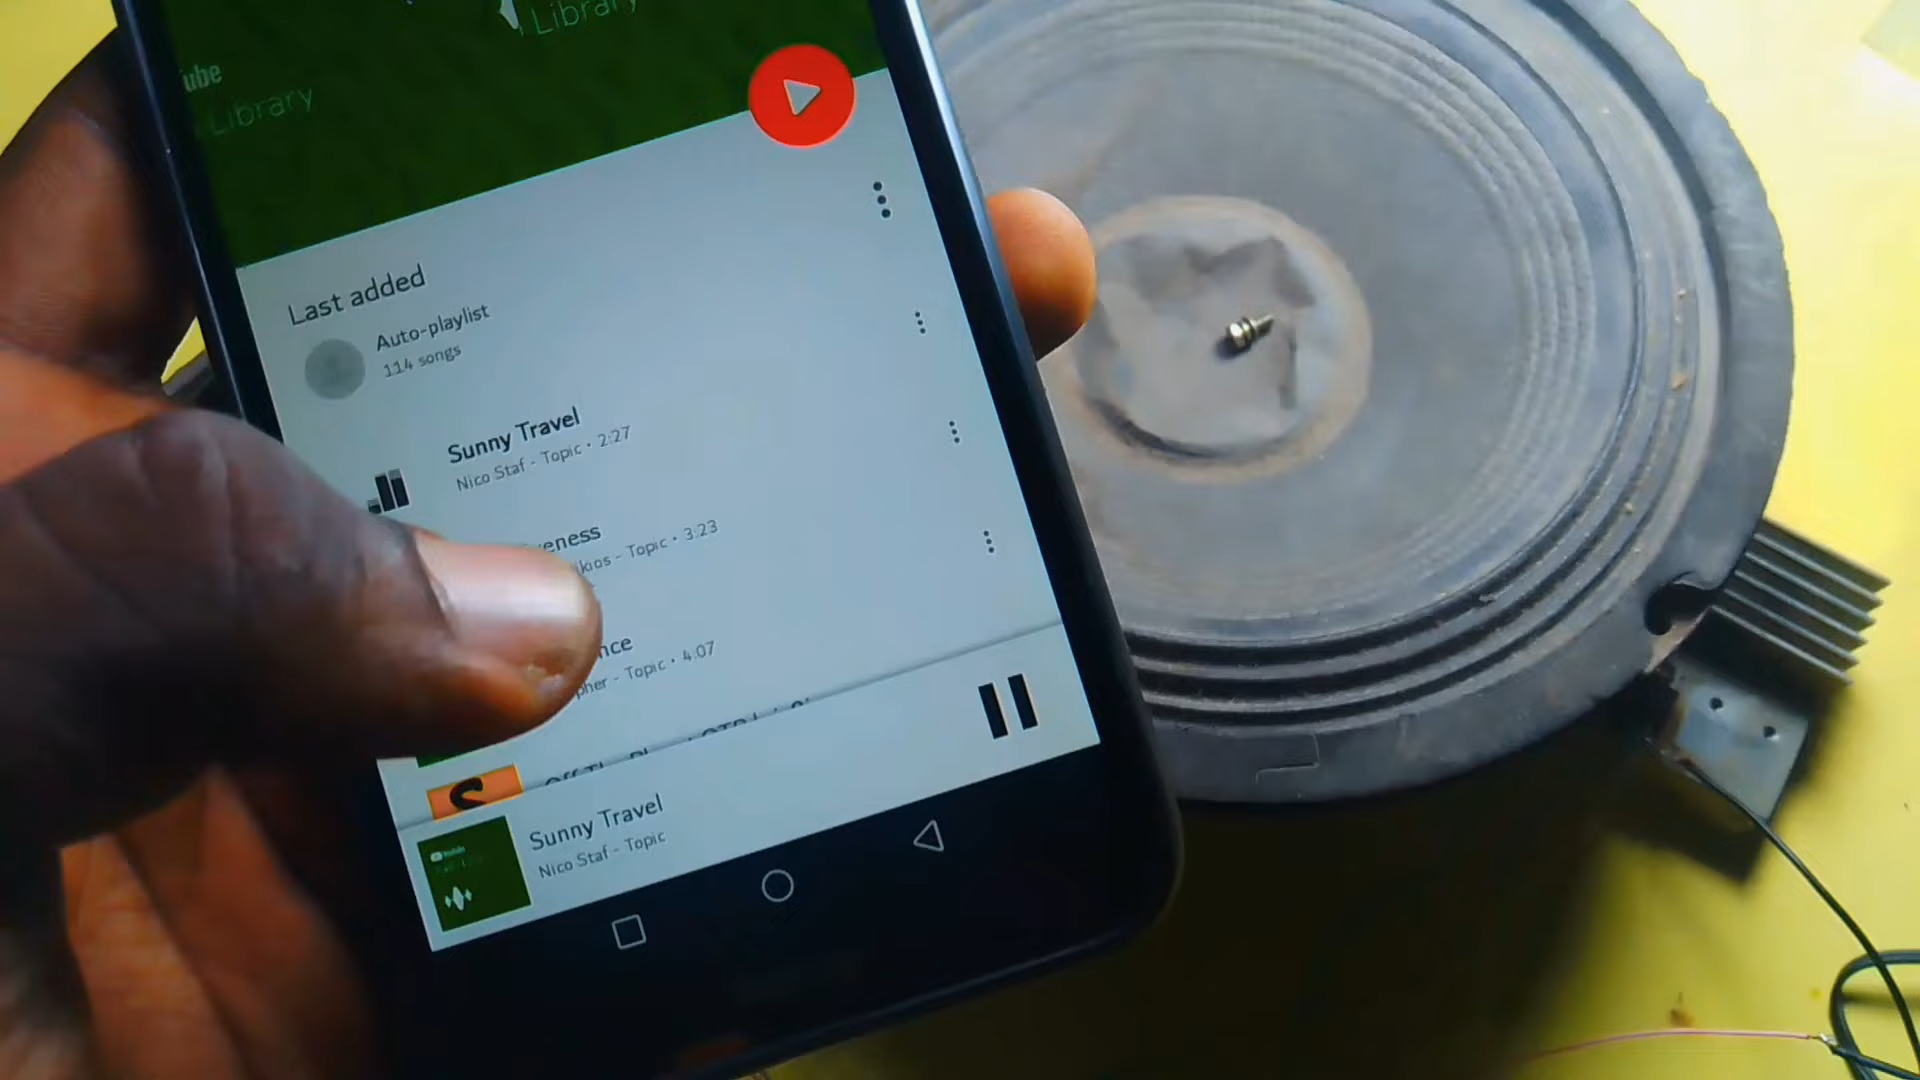 Library
Library
Last added
Auto-playlist
114 songs
Sunny Travel
Nico Staf - Topic • 2:27
- Topic • 3:23
- Topic • 4:07
Sunny Travel
Nico Staf - Topic